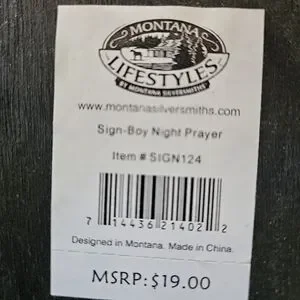 MONTANA
LIFESTYLES
BY MONTANA SILVERSMITHS
www.montanasilversmiths.com
Sign-Boy Night Prayer
Item # SIGN124
7 14436 21402 2
Designed in Montana. Made in China.
MSRP:$19.00